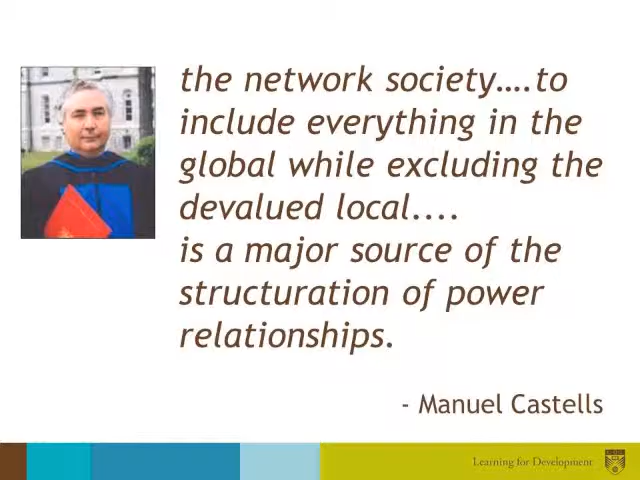 the network society….to
include everything in the
global while excluding the
devalued local....
is a major source of the
structuration of power
relationships.
- Manuel Castells
Learning for Development